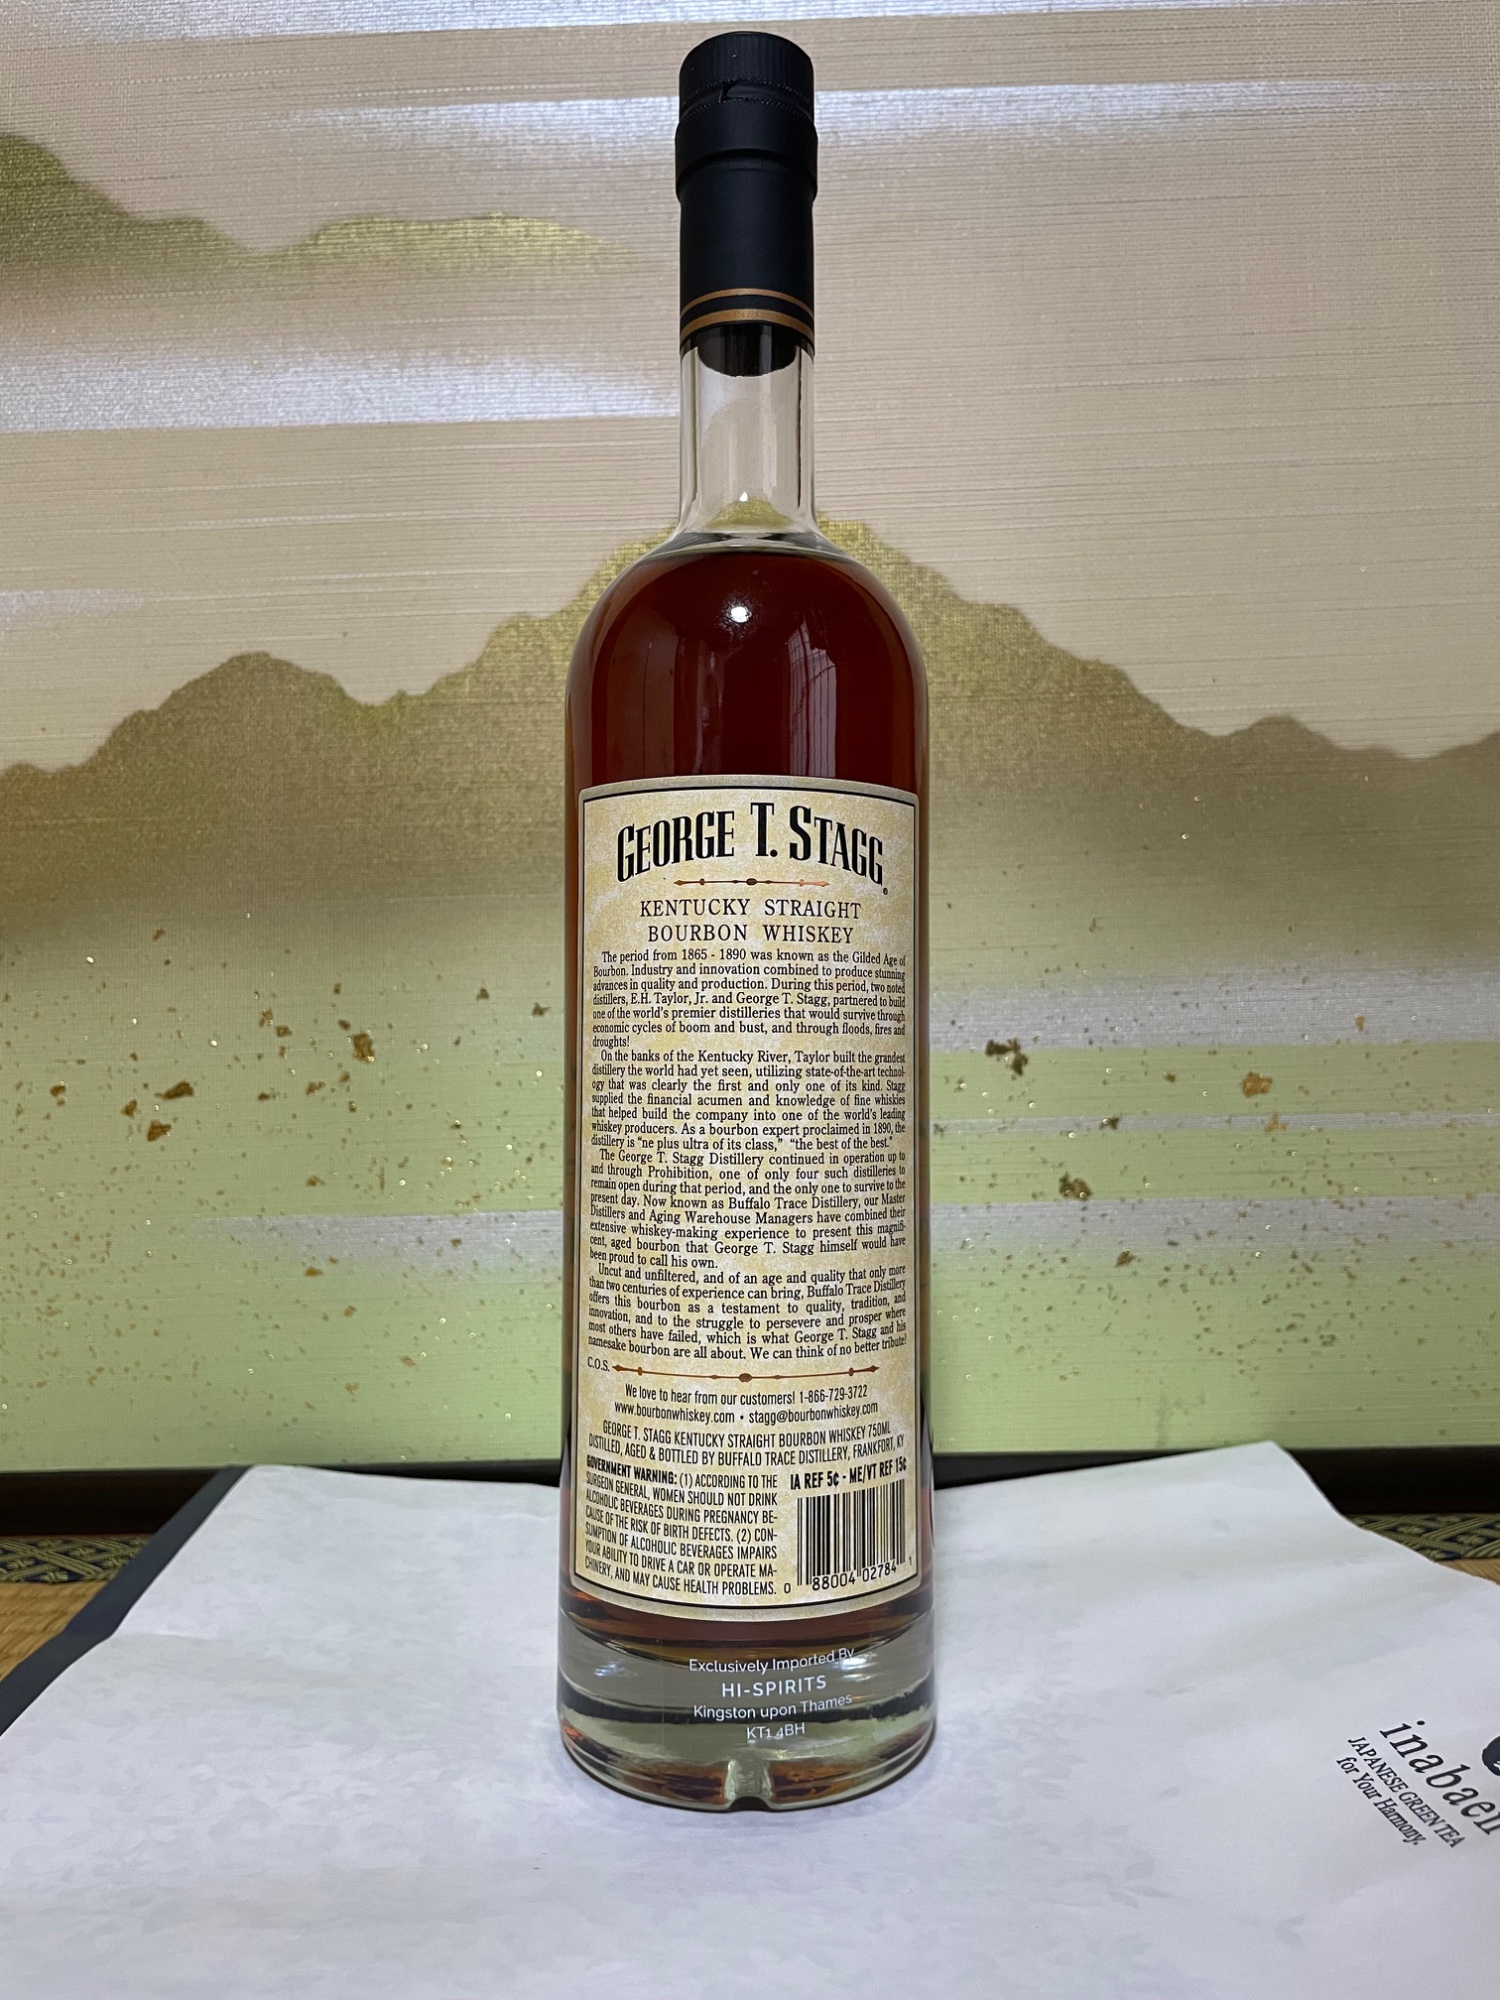 GEORGE T. STAGG®
KENTUCKY STRAIGHT
BOURBON WHISKEY
The period from 1865 - 1890 was known as the Gilded Age of
Bourbon. Industry and innovation combined to produce stunning
advances in quality and production. During this period, two noted
distillers, E.H. Taylor, Jr. and George T. Stagg, partnered to build
one of the world's premier distilleries that would survive through
economic cycles of boom and bust, and through floods, fires and
droughts!
On the banks of the Kentucky River, Taylor built the grandest
distillery the world had yet seen, utilizing state-of-the-art technol-
ogy that was clearly the first and only one of its kind. Stagg
supplied the financial acumen and knowledge of fine whiskies
that helped build the company into one of the world's leading
whiskey producers. As a bourbon expert proclaimed in 1890, the
distillery is "ne plus ultra of its class," "the best of the best."
The George T. Stagg Distillery continued in operation up to
and through Prohibition, one of only four such distilleries to
remain open during that period, and the only one to survive to the
present day. Now known as Buffalo Trace Distillery, our Master
Distillers and Aging Warehouse Managers have combined their
extensive whiskey-making experience to present this magnifi-
cent, aged bourbon that George T. Stagg himself would have
been proud to call his own.
Uncut and unfiltered, and of an age and quality that only more
than two centuries of experience can bring, Buffalo Trace Distillery
offers this bourbon as a testament to quality, tradition, and
innovation, and to the struggle to persevere and prosper where
most others have failed, which is what George T. Stagg and his
namesake bourbon are all about. We can think of no better tribute!
C.O.S.
We love to hear from our customers! 1-866-729-3722
www.bourbonwhiskey.com • stagg@bourbonwhiskey.com
GEORGE T. STAGG KENTUCKY STRAIGHT BOURBON WHISKEY 750ML
DISTILLED, AGED & BOTTLED BY BUFFALO TRACE DISTILLERY, FRANKFORT, KY
GOVERNMENT WARNING: (1) ACCORDING TO THE
SURGEON GENERAL, WOMEN SHOULD NOT DRINK
ALCOHOLIC BEVERAGES DURING PREGNANCY BE-
CAUSE OF THE RISK OF BIRTH DEFECTS. (2) CON-
SUMPTION OF ALCOHOLIC BEVERAGES IMPAIRS
YOUR ABILITY TO DRIVE A CAR OR OPERATE MA-
CHINERY, AND MAY CAUSE HEALTH PROBLEMS.
IA REF 5¢ - ME/VT REF 15¢
0 88004 02784 1
Exclusively Imported By
HI-SPIRITS
Kingston upon Thames
KT1 4BH
inabaen
JAPANESE GREEN TEA
for Your Harmony.